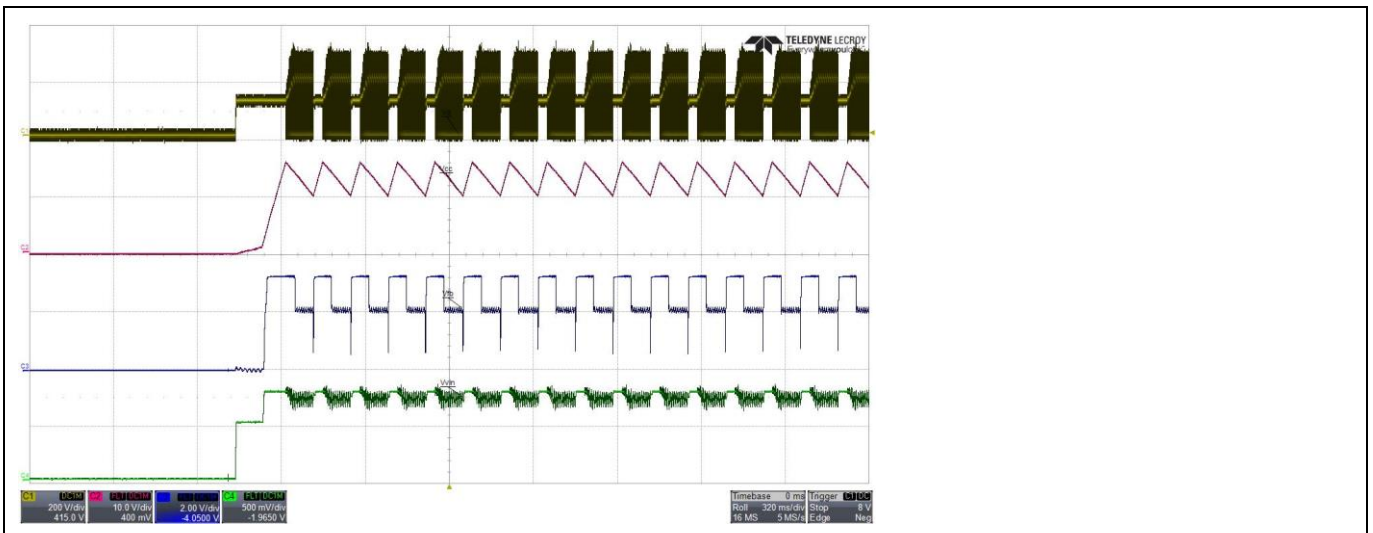 TELEDYNE LECROY
C1
Vcc
C2
Vfb
C3
Vvin
C4
C1 DC1M
200 V/div
415.0 V
C2 FLT DC1M
10.0 V/div
400 mV
2.00 V/div
-4.0500 V
C4 FLT DC1M
500 mV/div
-1.9650 V
Timebase 0 ms
Roll 320 ms/div
16 MS 5 MS/s
Trigger C1 DC
Stop 8 V
Edge Neg